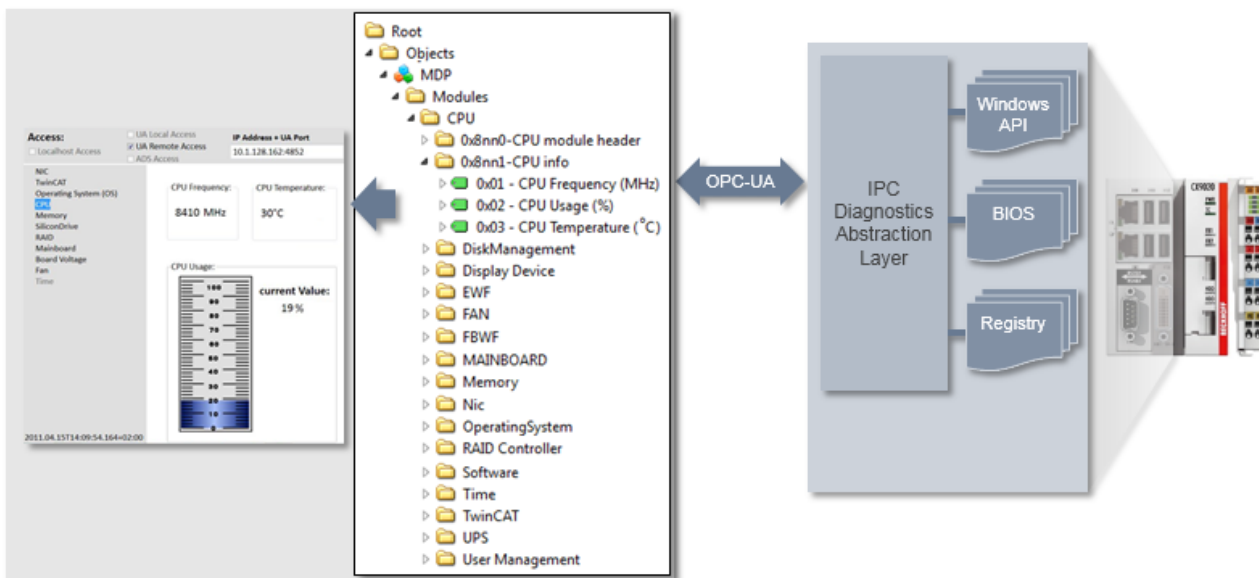 Access:
Localhost Access
UA Local Access
UA Remote Access
ADS Access
IP Address + UA Port
10.1.128.162:4852
NIC
TwinCAT
Operating System (OS)
CPU
Memory
SiliconDrive
RAID
Mainboard
Board Voltage
Fan
Time
CPU Frequency:
8410 MHz
CPU Temperature:
30°C
CPU Usage:
100
90
80
70
60
50
40
30
20
10
0
current Value:
19 %
2011.04.15T14:09:54.164+02:00
Root
Objects
MDP
Modules
CPU
0x8nn0-CPU module header
0x8nn1-CPU info
0x01 - CPU Frequency (MHz)
0x02 - CPU Usage (%)
0x03 - CPU Temperature (°C)
DiskManagement
Display Device
EWF
FAN
FBWF
MAINBOARD
Memory
Nic
OperatingSystem
RAID Controller
Software
Time
TwinCAT
UPS
User Management
OPC-UA
IPC
Diagnostics
Abstraction
Layer
Windows
API
BIOS
Registry
CX9020
BECKHOFF